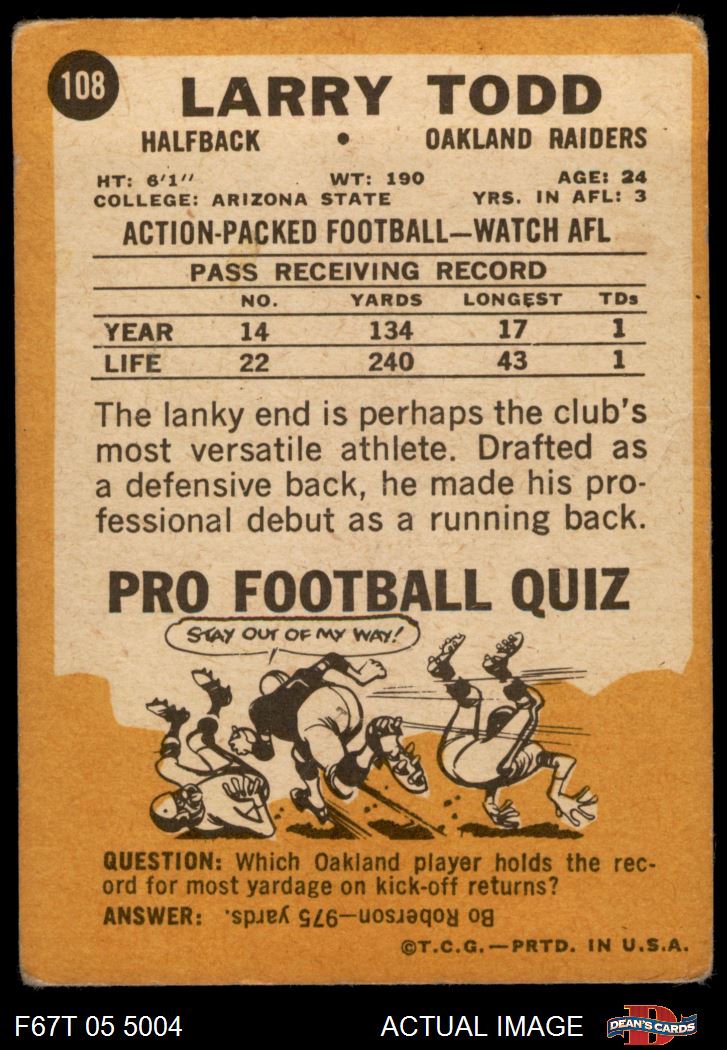 108
LARRY TODD
HALFBACK • OAKLAND RAIDERS
HT: 6'1" WT: 190 AGE: 24
COLLEGE: ARIZONA STATE YRS. IN AFL: 3
ACTION-PACKED FOOTBALL—WATCH AFL
PASS RECEIVING RECORD
NO. YARDS LONGEST TDs
YEAR 14 134 17 1
LIFE 22 240 43 1
The lanky end is perhaps the club's
most versatile athlete. Drafted as
a defensive back, he made his pro-
fessional debut as a running back.
PRO FOOTBALL QUIZ
STAY OUT OF MY WAY!
QUESTION: Which Oakland player holds the rec-
ord for most yardage on kick-off returns?
ANSWER: Bo Roberson—975 yards.
©T.C.G.—PRTD. IN U.S.A.
F67T 05 5004 ACTUAL IMAGE D DEAN'S CARDS